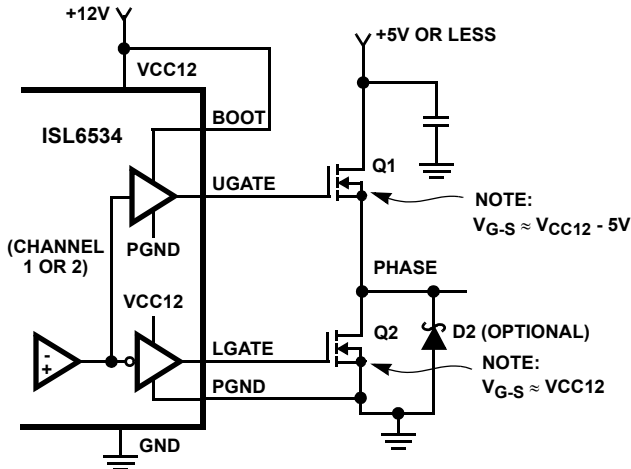 +12V
+5V OR LESS
VCC12
BOOT
ISL6534
Q1
UGATE
NOTE:
VG-S ≈ VCC12 - 5V
PGND
(CHANNEL
1 OR 2)
PHASE
VCC12
Q2
D2 (OPTIONAL)
LGATE
NOTE:
VG-S ≈ VCC12
PGND
-
+
GND